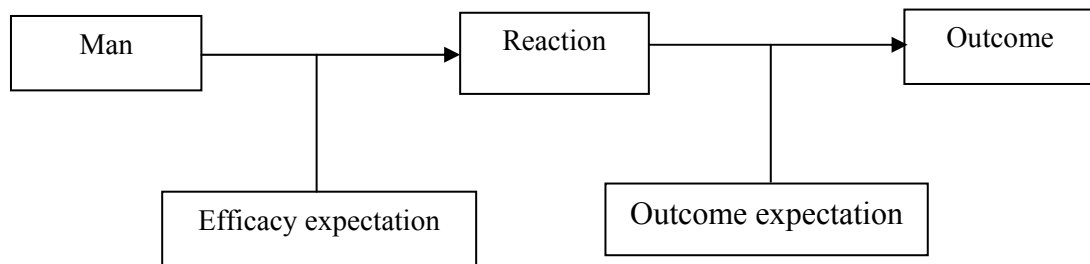 Man
Reaction
Outcome
Efficacy expectation
Outcome expectation